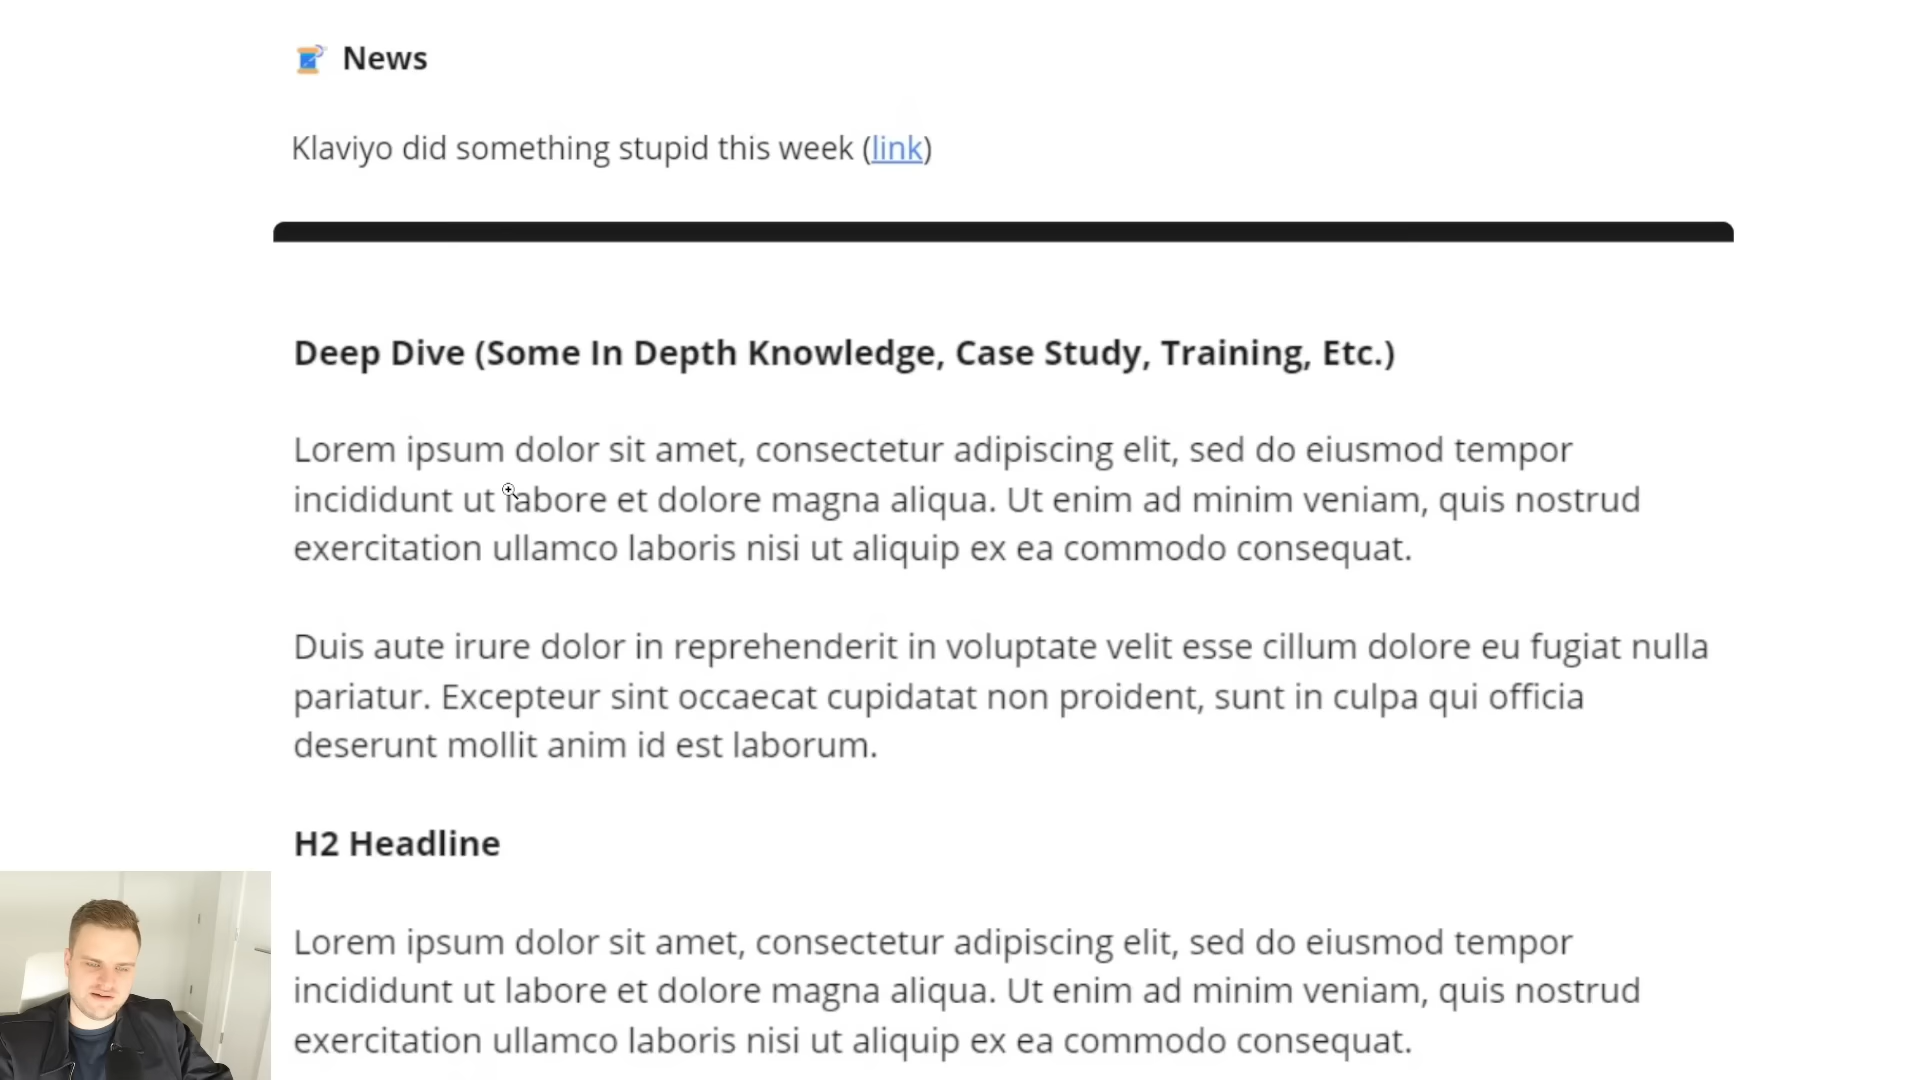 News
Klaviyo did something stupid this week (link)
Deep Dive (Some In Depth Knowledge, Case Study, Training, Etc.)
Lorem ipsum dolor sit amet, consectetur adipiscing elit, sed do eiusmod tempor
incididunt ut labore et dolore magna aliqua. Ut enim ad minim veniam, quis nostrud
exercitation ullamco laboris nisi ut aliquip ex ea commodo consequat.
Duis aute irure dolor in reprehenderit in voluptate velit esse cillum dolore eu fugiat nulla
pariatur. Excepteur sint occaecat cupidatat non proident, sunt in culpa qui officia
deserunt mollit anim id est laborum.
H2 Headline
Lorem ipsum dolor sit amet, consectetur adipiscing elit, sed do eiusmod tempor
incididunt ut labore et dolore magna aliqua. Ut enim ad minim veniam, quis nostrud
exercitation ullamco laboris nisi ut aliquip ex ea commodo consequat.